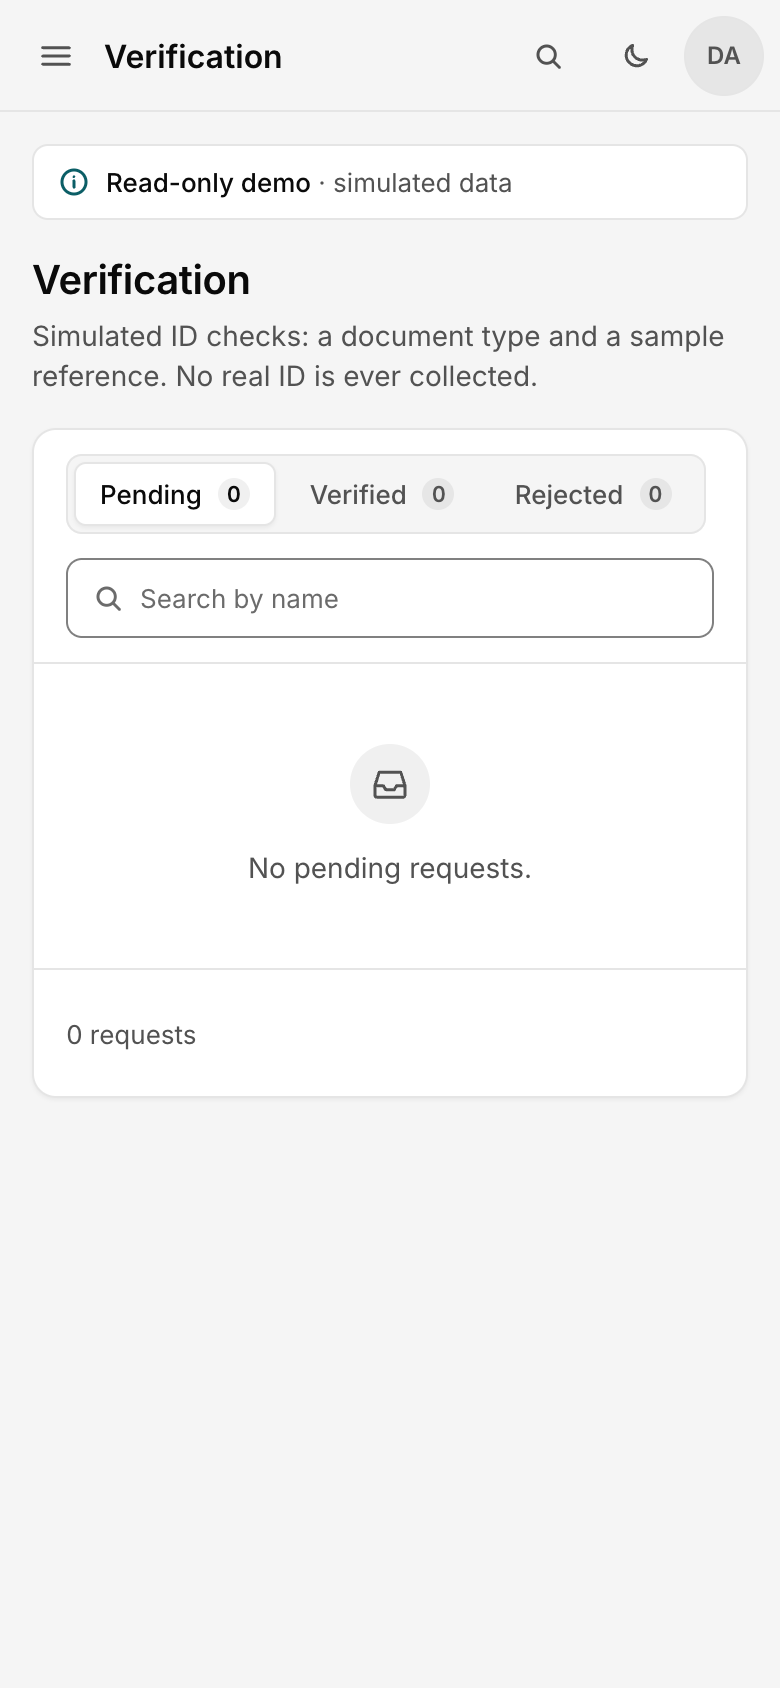 Verification
DA
Read-only demo · simulated data
Verification
Simulated ID checks: a document type and a sample
reference. No real ID is ever collected.
Pending 0 Verified 0 Rejected 0
Search by name
No pending requests.
0 requests